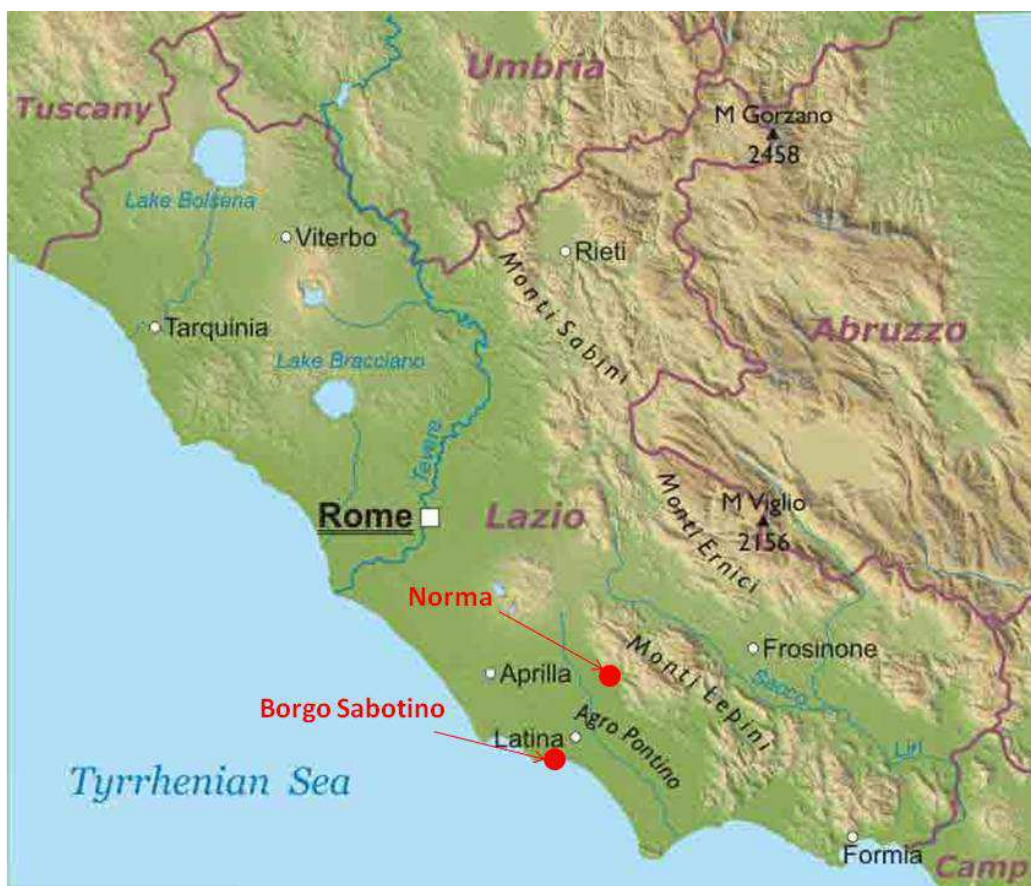 Umbria
Tuscany
M Gorzano
2458
Lake Bolsena
Viterbo
Rieti
Monti Sabini
Tarquinia
Abruzzo
Lake Bracciano
Tevere
M Viglio
2156
Rome
Lazio
Monti Ernici
Norma
Frosinone
Monti Lepini
Aprilla
Sacco
Borgo Sabotino
Latina
Agro Pontino
Liri
Tyrrhenian Sea
Formia
Camp